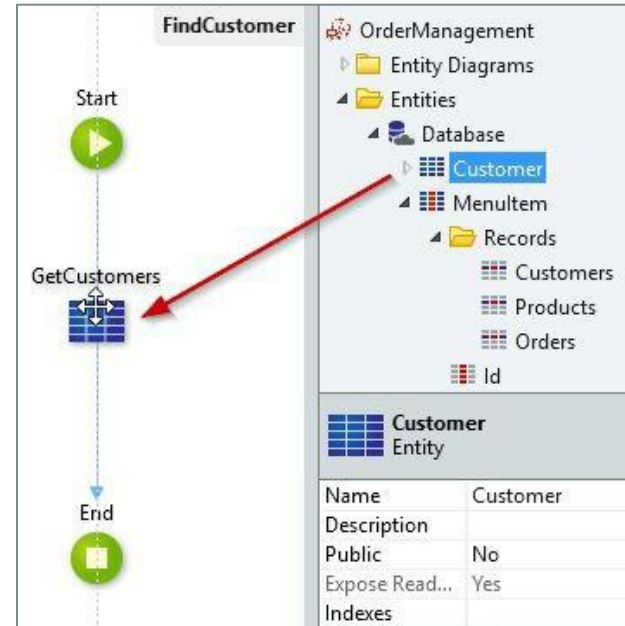 FindCustomer
Start
GetCustomers
End
OrderManagement
Entity Diagrams
Entities
Database
Customer
MenuItem
Records
Customers
Products
Orders
Id
Customer
Entity
Name Customer
Description
Public No
Expose Read... Yes
Indexes